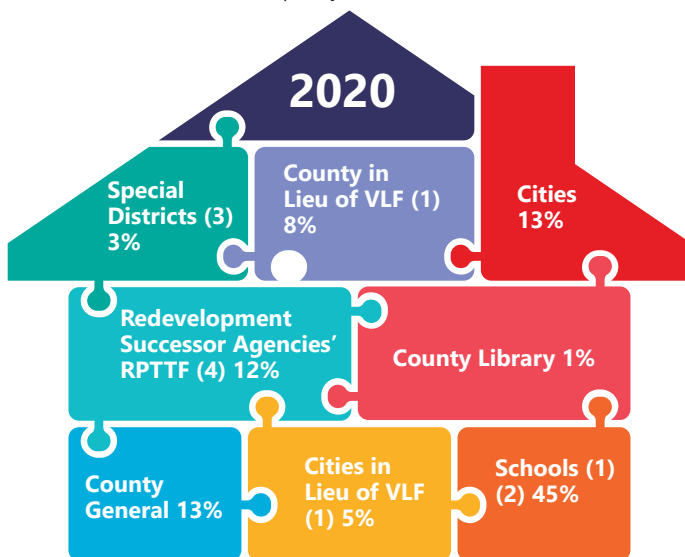 2020
Special
Districts (3)
3%
County in
Lieu of VLF (1)
8%
Cities
13%
Redevelopment
Successor Agencies’
RPTTF (4) 12%
County Library 1%
County
General 13%
Cities in
Lieu of VLF
(1) 5%
Schools (1)
(2) 45%